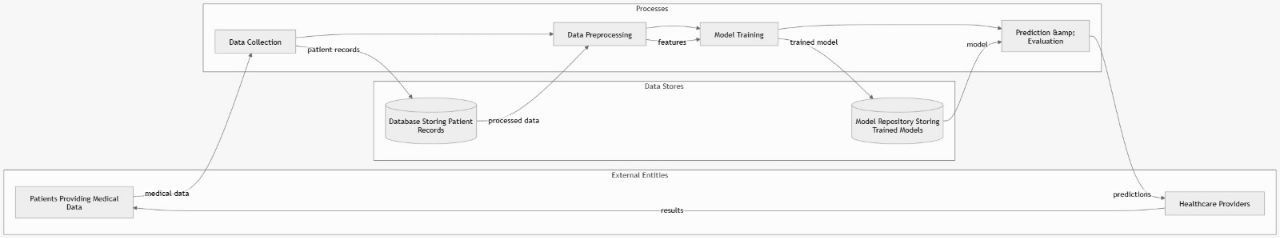 Processes
Data Collection
Data Preprocessing
Model Training
Prediction &amp;
Evaluation
patient records
features
trained model
model
Data Stores
Database Storing Patient
Records
processed data
Model Repository Storing
Trained Models
External Entities
Patients Providing Medical
Data
medical data
results
predictions
Healthcare Providers